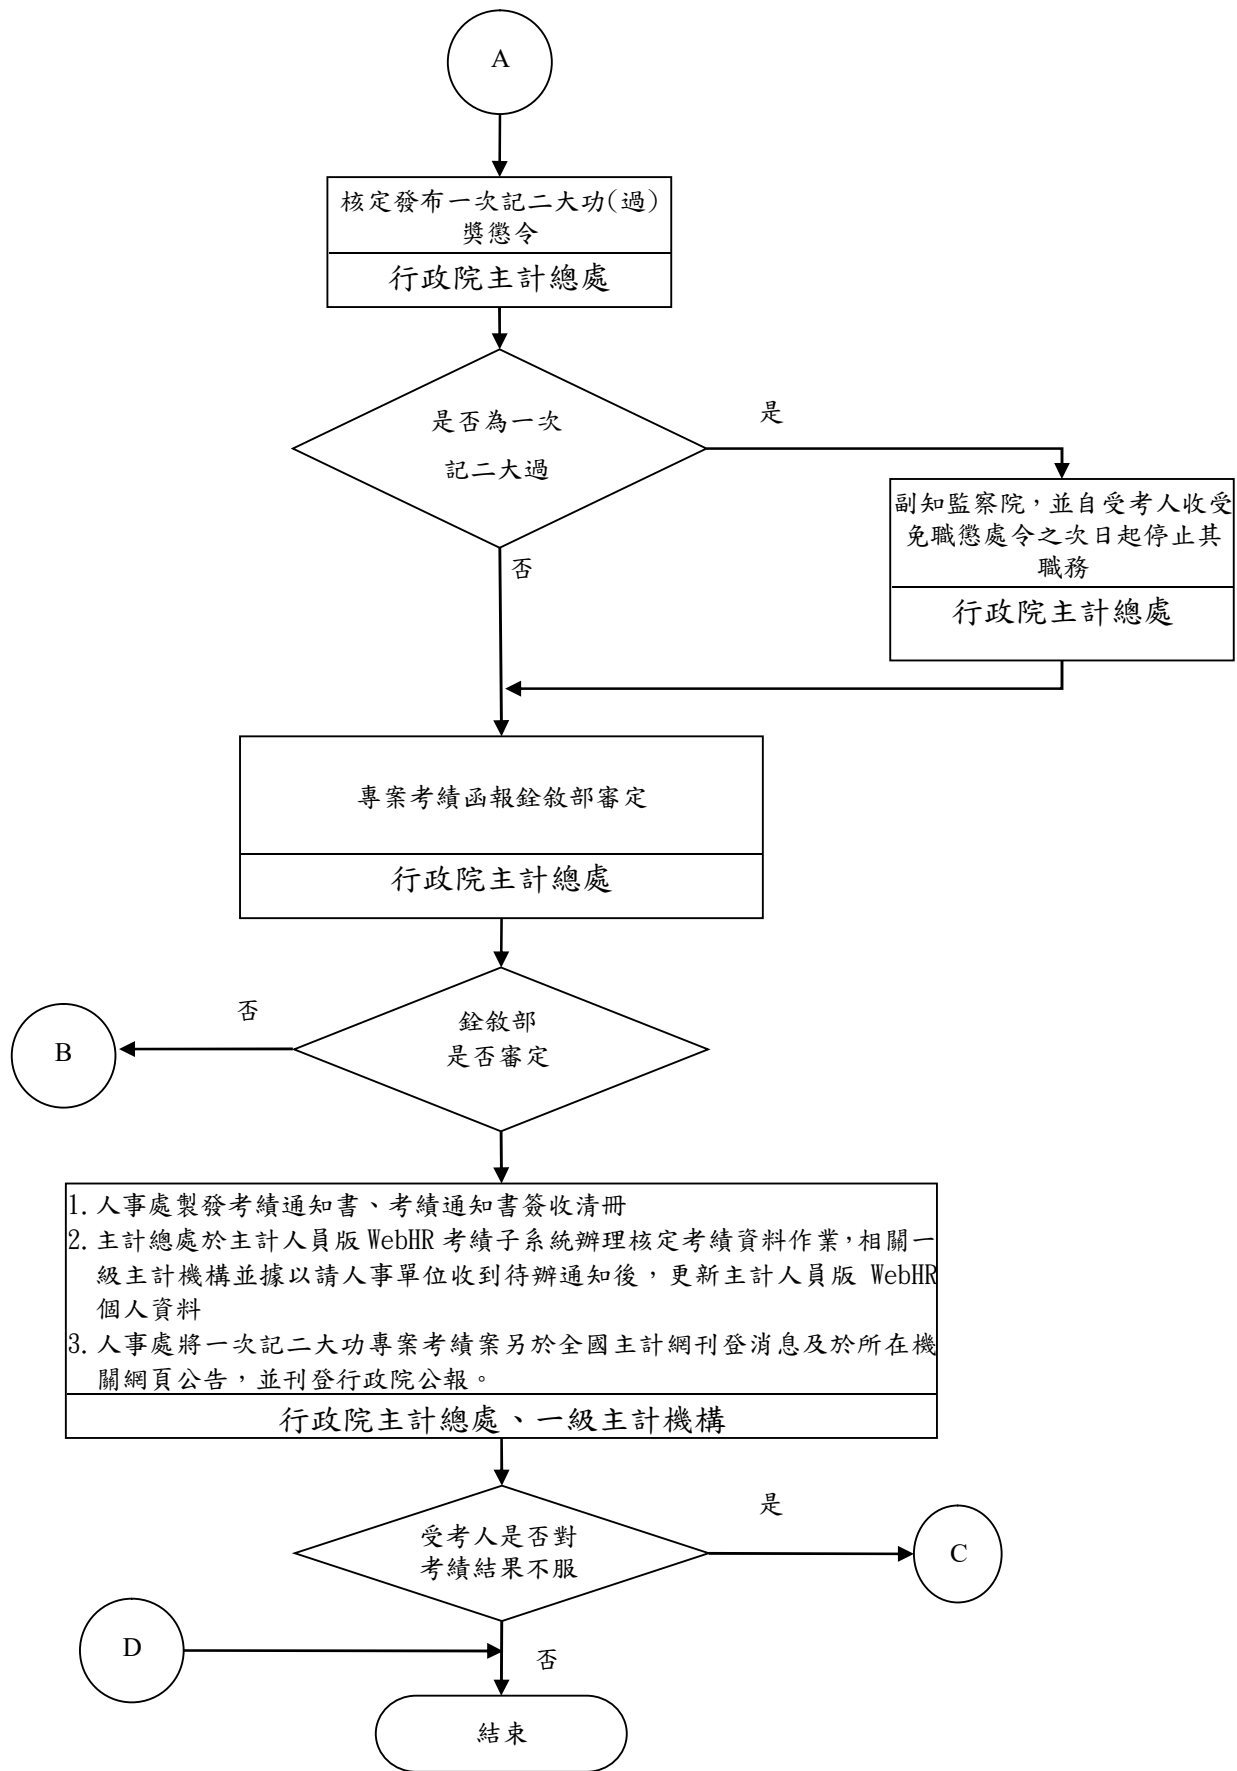 A
核定發布一次記二大功(過)
獎懲令
行政院主計總處
是否為一次
記二大過
是
否
副知監察院，並自受考人收受
免職懲處令之次日起停止其
職務
行政院主計總處
專案考績函報銓敘部審定
行政院主計總處
銓敘部
是否審定
否
B
1. 人事處製發考績通知書、考績通知書簽收清冊
2. 主計總處於主計人員版 WebHR 考績子系統辦理核定考績資料作業，相關一
級主計機構並據以請人事單位收到待辦通知後，更新主計人員版 WebHR
個人資料
3. 人事處將一次記二大功專案考績案另於全國主計網刊登消息及於所在機
關網頁公告，並刊登行政院公報。
行政院主計總處、一級主計機構
受考人是否對
考績結果不服
是
C
D
否
結束